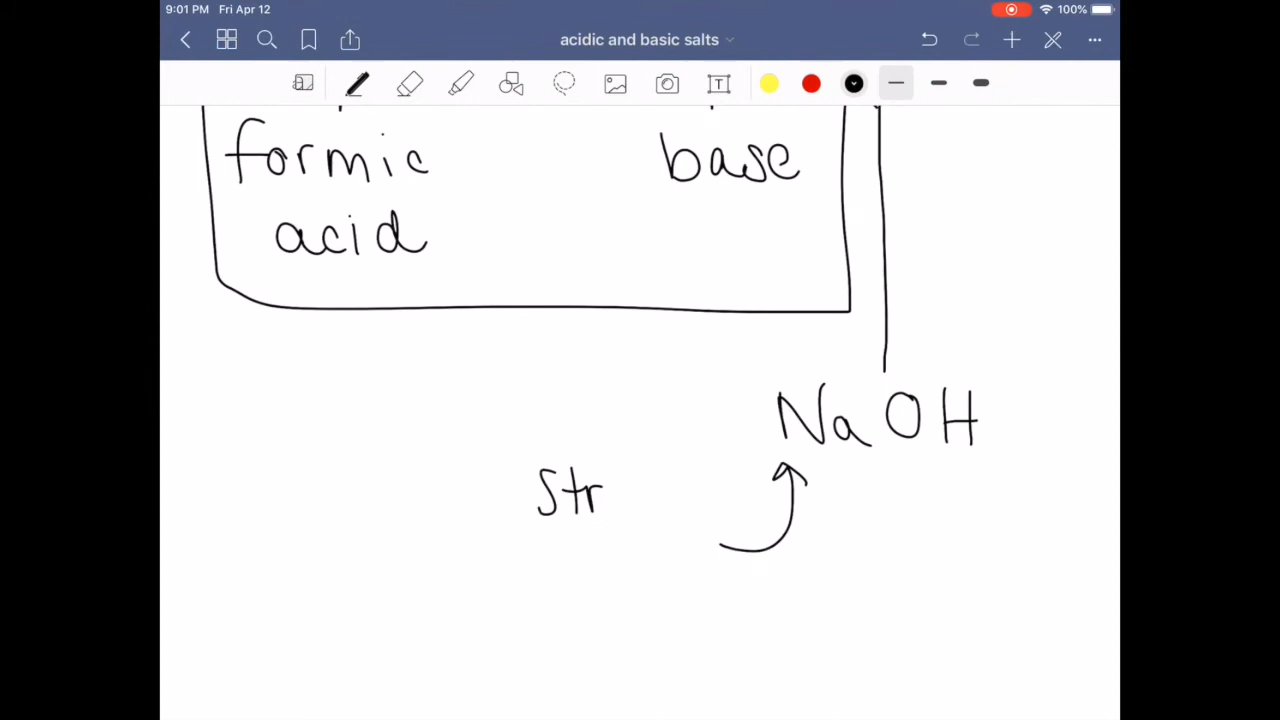 9:01 PM Fri Apr 12 100%
acidic and basic salts
T
formic base
acid
NaOH
Str